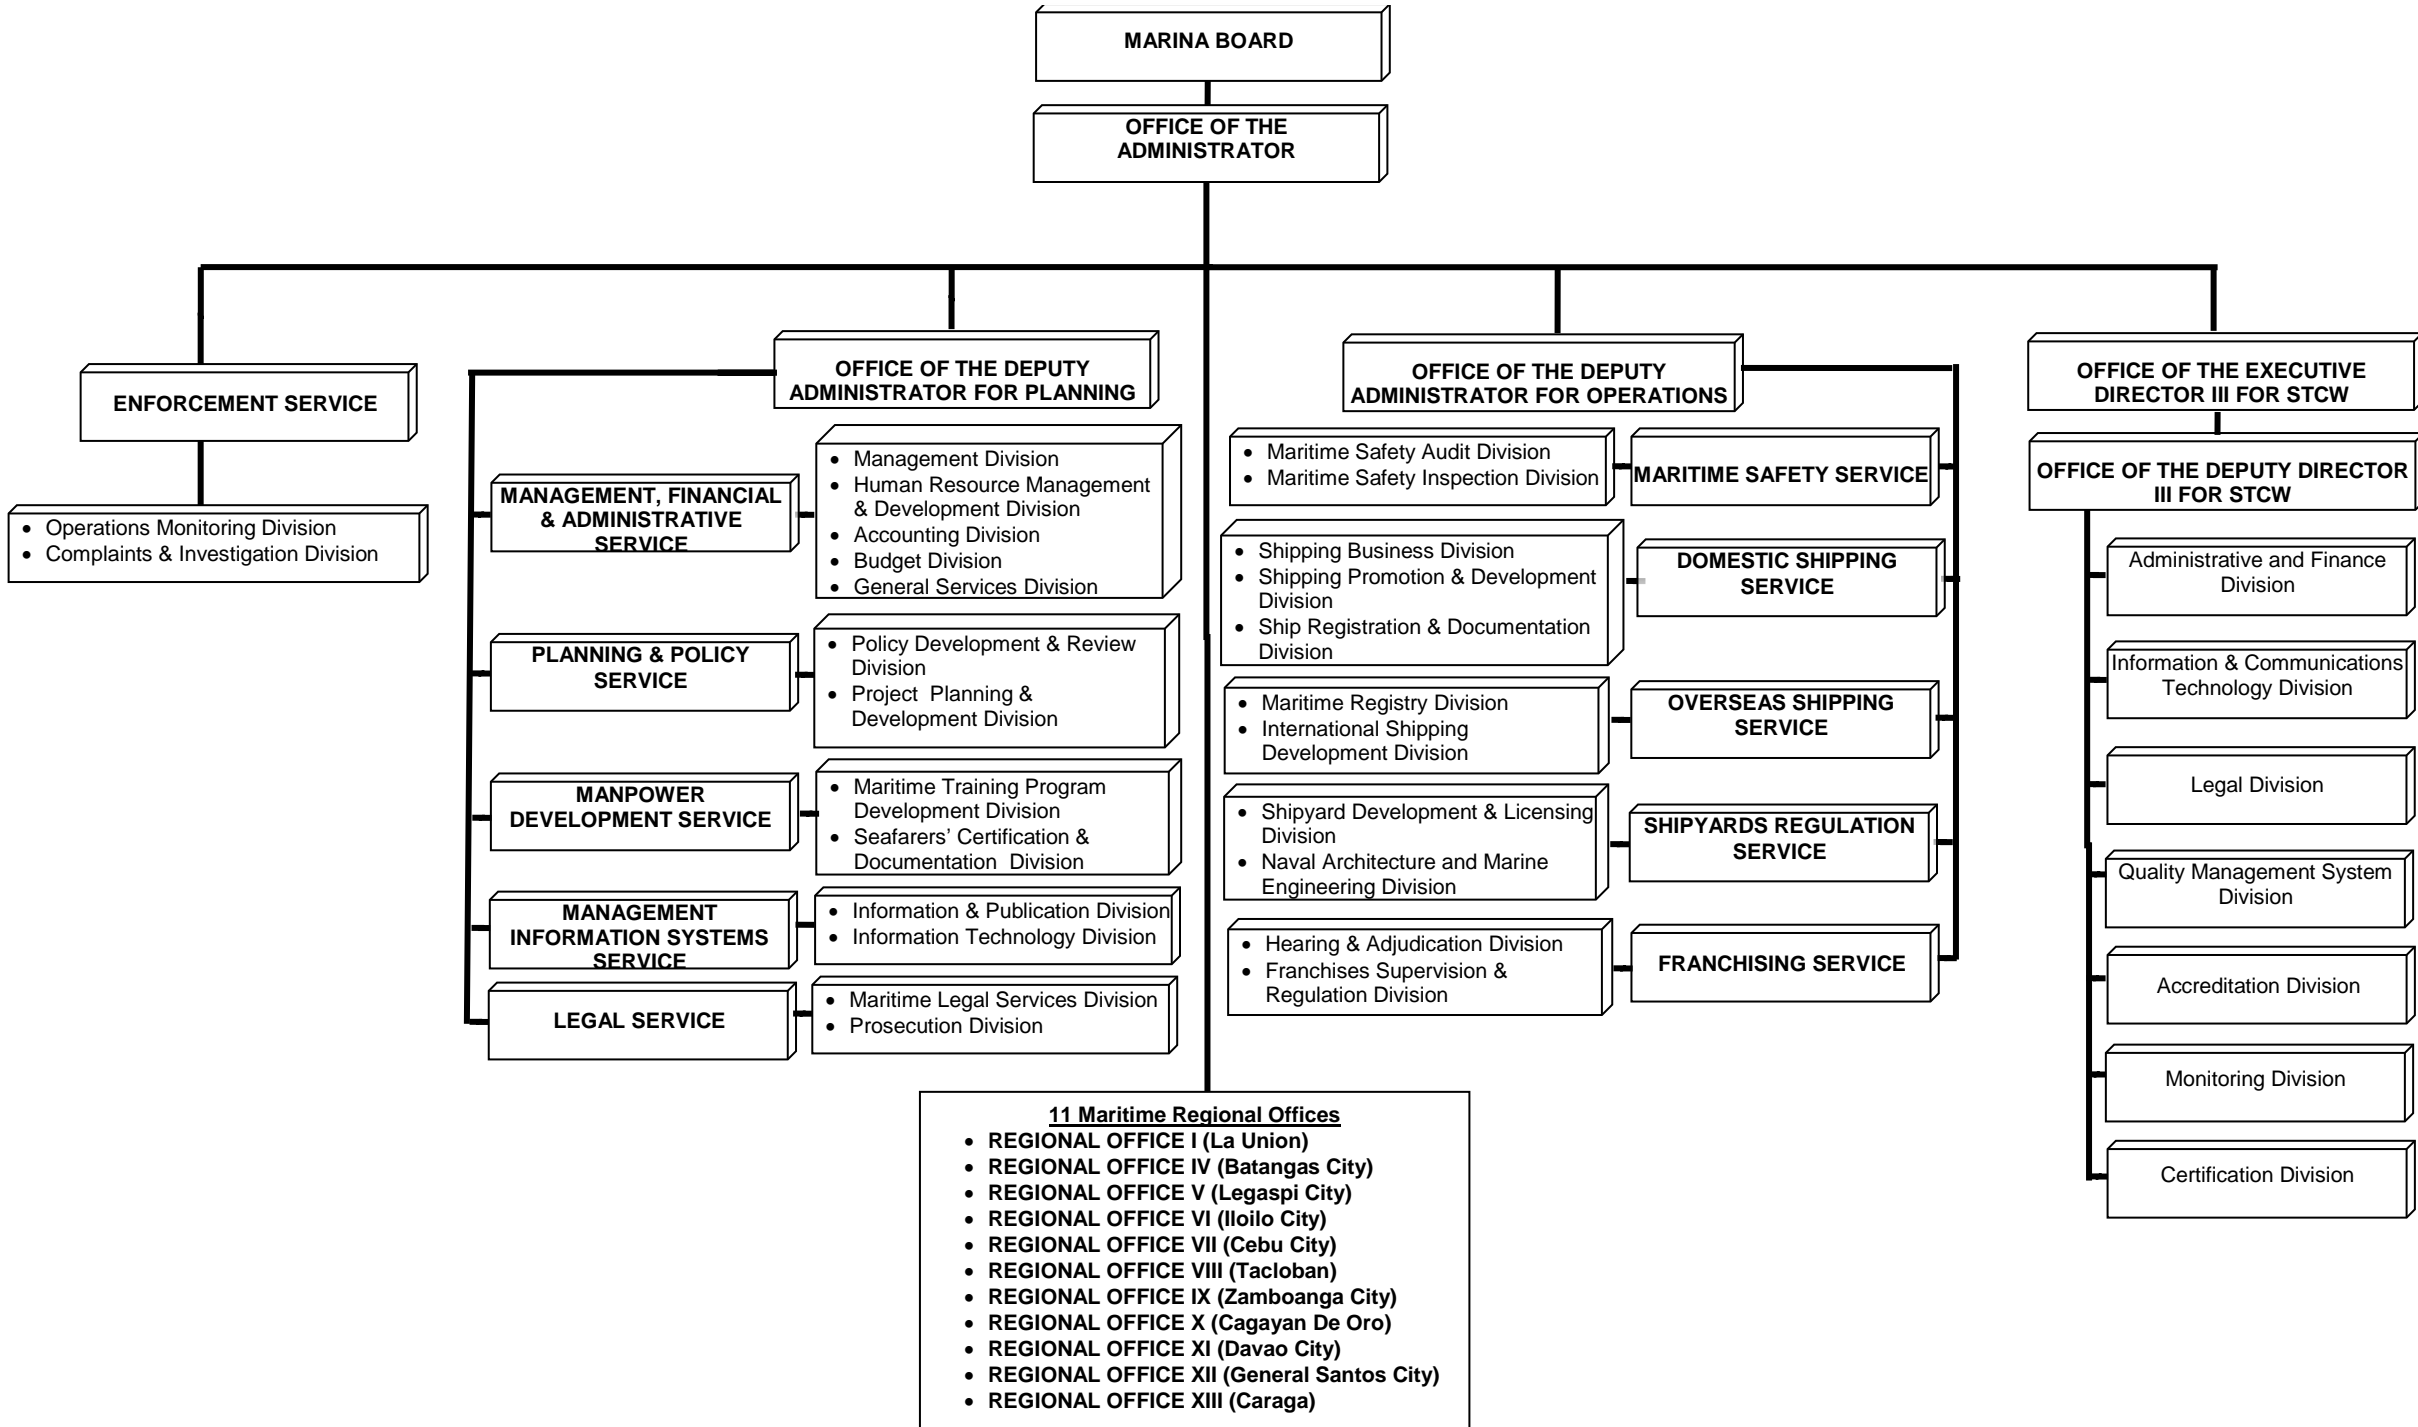 MARINA BOARD
OFFICE OF THE
ADMINISTRATOR
ENFORCEMENT SERVICE
• Operations Monitoring Division
• Complaints & Investigation Division
OFFICE OF THE DEPUTY
ADMINISTRATOR FOR PLANNING
MANAGEMENT, FINANCIAL
& ADMINISTRATIVE
SERVICE
• Management Division
• Human Resource Management
& Development Division
• Accounting Division
• Budget Division
• General Services Division
PLANNING & POLICY
SERVICE
• Policy Development & Review
Division
• Project Planning &
Development Division
MANPOWER
DEVELOPMENT SERVICE
• Maritime Training Program
Development Division
• Seafarers’ Certification &
Documentation Division
MANAGEMENT
INFORMATION SYSTEMS
SERVICE
• Information & Publication Division
• Information Technology Division
LEGAL SERVICE
• Maritime Legal Services Division
• Prosecution Division
OFFICE OF THE DEPUTY
ADMINISTRATOR FOR OPERATIONS
• Maritime Safety Audit Division
• Maritime Safety Inspection Division
MARITIME SAFETY SERVICE
• Shipping Business Division
• Shipping Promotion & Development
Division
• Ship Registration & Documentation
Division
DOMESTIC SHIPPING
SERVICE
• Maritime Registry Division
• International Shipping
Development Division
OVERSEAS SHIPPING
SERVICE
• Shipyard Development & Licensing
Division
• Naval Architecture and Marine
Engineering Division
SHIPYARDS REGULATION
SERVICE
• Hearing & Adjudication Division
• Franchises Supervision &
Regulation Division
FRANCHISING SERVICE
OFFICE OF THE EXECUTIVE
DIRECTOR III FOR STCW
OFFICE OF THE DEPUTY DIRECTOR
III FOR STCW
Administrative and Finance
Division
Information & Communications
Technology Division
Legal Division
Quality Management System
Division
Accreditation Division
Monitoring Division
Certification Division
11 Maritime Regional Offices
• REGIONAL OFFICE I (La Union)
• REGIONAL OFFICE IV (Batangas City)
• REGIONAL OFFICE V (Legaspi City)
• REGIONAL OFFICE VI (Iloilo City)
• REGIONAL OFFICE VII (Cebu City)
• REGIONAL OFFICE VIII (Tacloban)
• REGIONAL OFFICE IX (Zamboanga City)
• REGIONAL OFFICE X (Cagayan De Oro)
• REGIONAL OFFICE XI (Davao City)
• REGIONAL OFFICE XII (General Santos City)
• REGIONAL OFFICE XIII (Caraga)